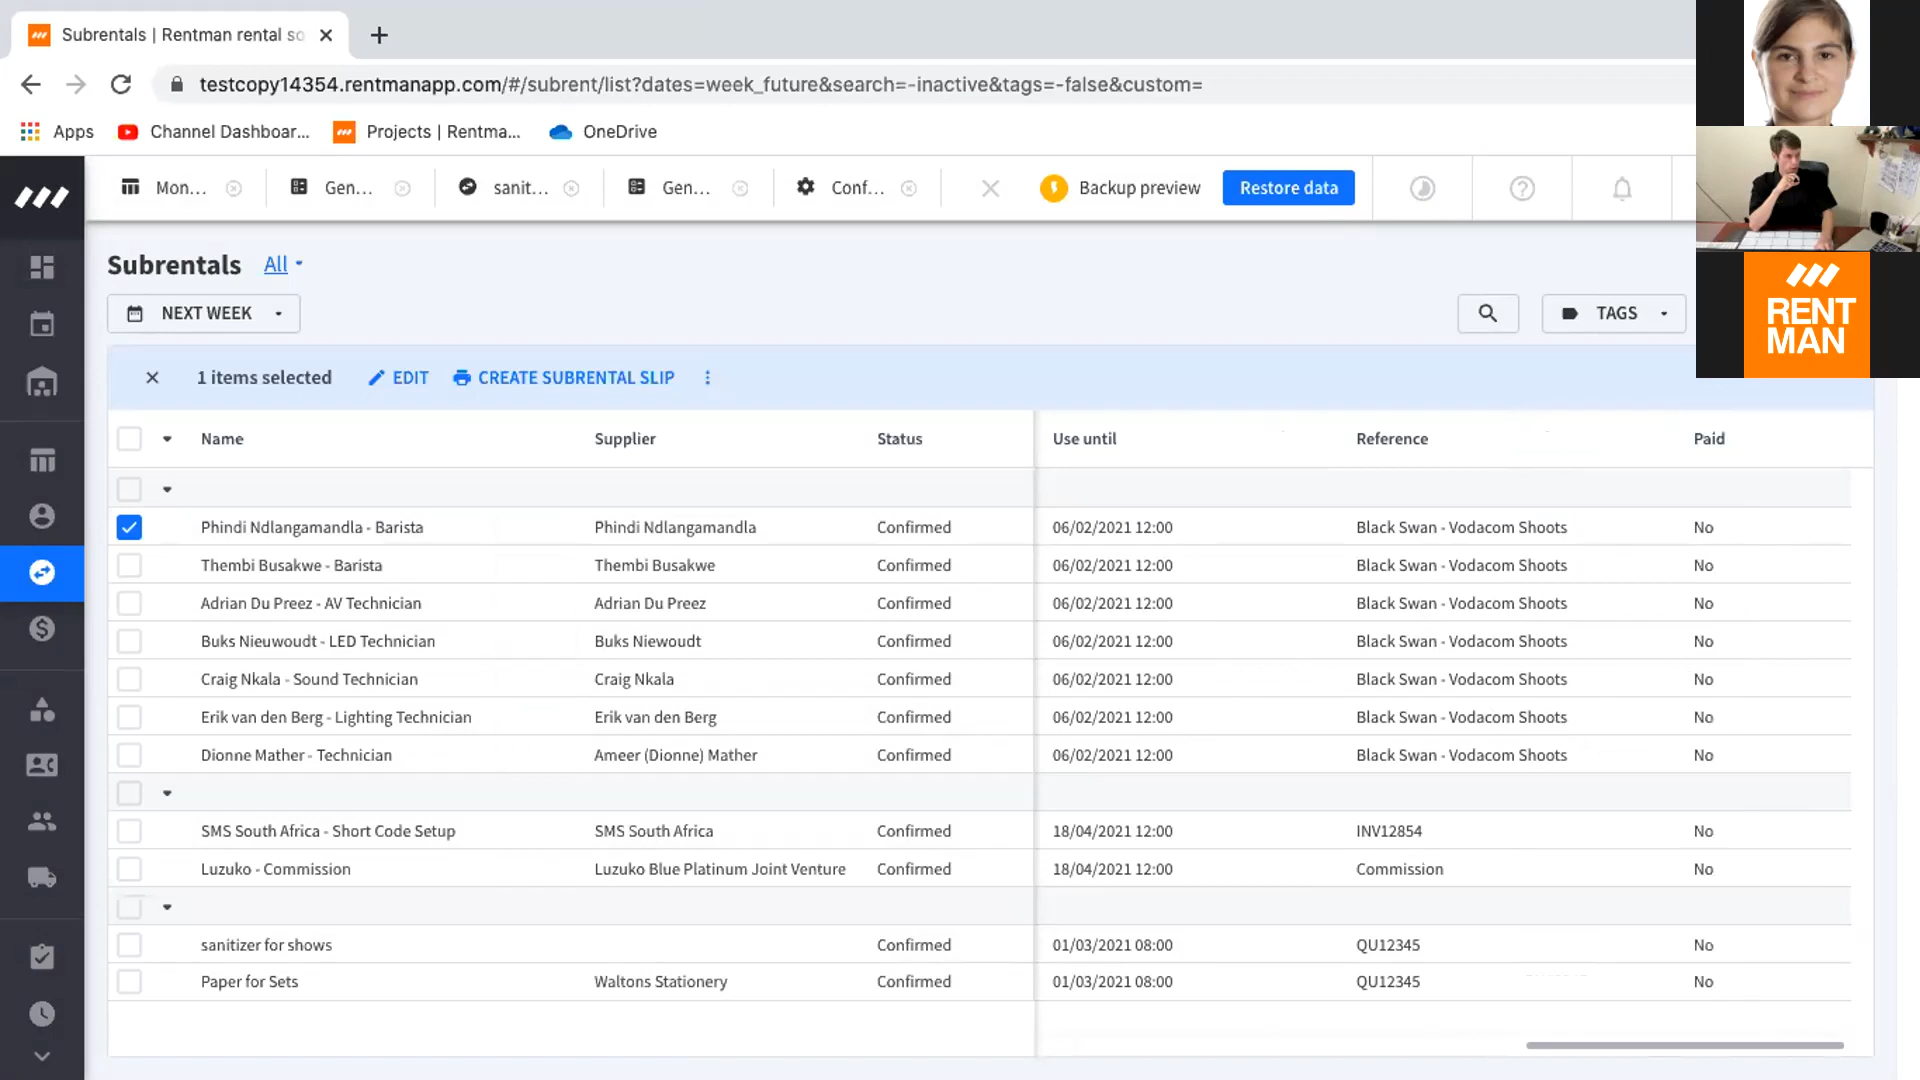 Subrentals | Rentman rental so
testcopy14354.rentmanapp.com/#/subrent/list?dates=week_future&search=-inactive&tags=-false&custom=
Apps Channel Dashboar... Projects | Rentma... OneDrive
Mon... Gen... sanit... Gen... Conf... Backup preview Restore data
Subrentals All
NEXT WEEK TAGS
RENT
MAN
1 items selected EDIT CREATE SUBRENTAL SLIP
Name Supplier Status Use until Reference Paid
Phindi Ndlangamandla - Barista Phindi Ndlangamandla Confirmed 06/02/2021 12:00 Black Swan - Vodacom Shoots No
Thembi Busakwe - Barista Thembi Busakwe Confirmed 06/02/2021 12:00 Black Swan - Vodacom Shoots No
Adrian Du Preez - AV Technician Adrian Du Preez Confirmed 06/02/2021 12:00 Black Swan - Vodacom Shoots No
Buks Nieuwoudt - LED Technician Buks Niewoudt Confirmed 06/02/2021 12:00 Black Swan - Vodacom Shoots No
Craig Nkala - Sound Technician Craig Nkala Confirmed 06/02/2021 12:00 Black Swan - Vodacom Shoots No
Erik van den Berg - Lighting Technician Erik van den Berg Confirmed 06/02/2021 12:00 Black Swan - Vodacom Shoots No
Dionne Mather - Technician Ameer (Dionne) Mather Confirmed 06/02/2021 12:00 Black Swan - Vodacom Shoots No
SMS South Africa - Short Code Setup SMS South Africa Confirmed 18/04/2021 12:00 INV12854 No
Luzuko - Commission Luzuko Blue Platinum Joint Venture Confirmed 18/04/2021 12:00 Commission No
sanitizer for shows Confirmed 01/03/2021 08:00 QU12345 No
Paper for Sets Waltons Stationery Confirmed 01/03/2021 08:00 QU12345 No